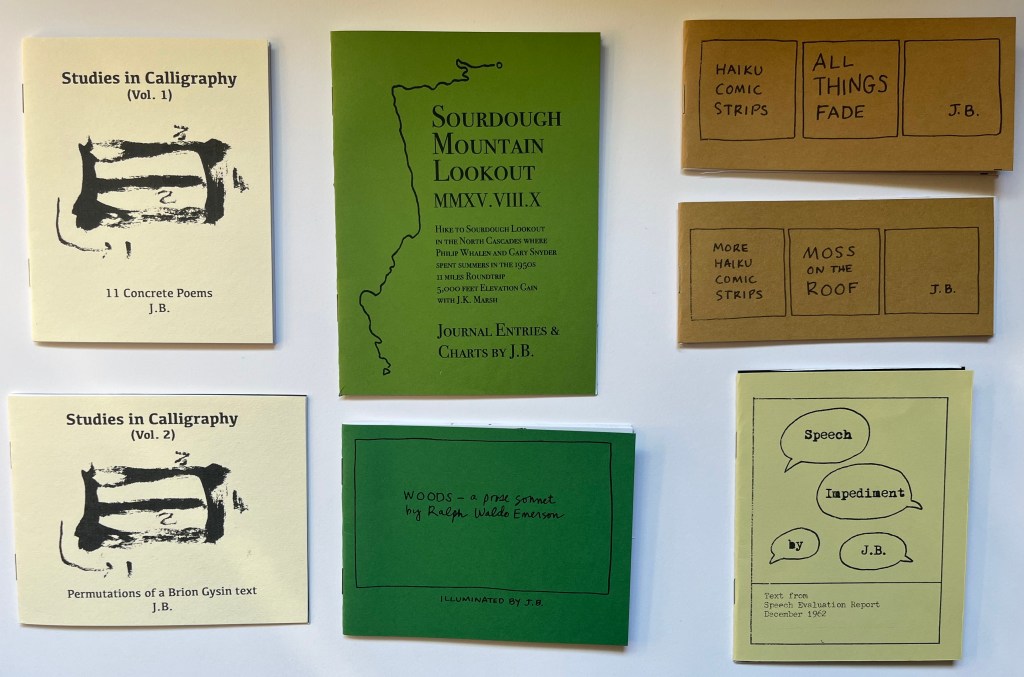 Studies in Calligraphy
(Vol. 1)
11 Concrete Poems
J.B.
Studies in Calligraphy
(Vol. 2)
Permutations of a Brion Gysin text
J.B.
Sourdough
Mountain
Lookout
MMXV.VIII.X
Hike to Sourdough Lookout
in the North Cascades where
Philip Whalen and Gary Snyder
spent summers in the 1950s
11 miles Roundtrip
5,000 feet Elevation Gain
with J.K. Marsh
Journal Entries &
Charts by J.B.
WOODS – a prose sonnet
by Ralph Waldo Emerson
ILLUMINATED BY J.B.
HAIKU
COMIC
STRIPS
ALL
THINGS
FADE
J.B.
MORE
HAIKU
COMIC
STRIPS
MOSS
ON THE
ROOF
J.B.
Speech
Impediment
by
J.B.
Text from
Speech Evaluation Report
December 1962